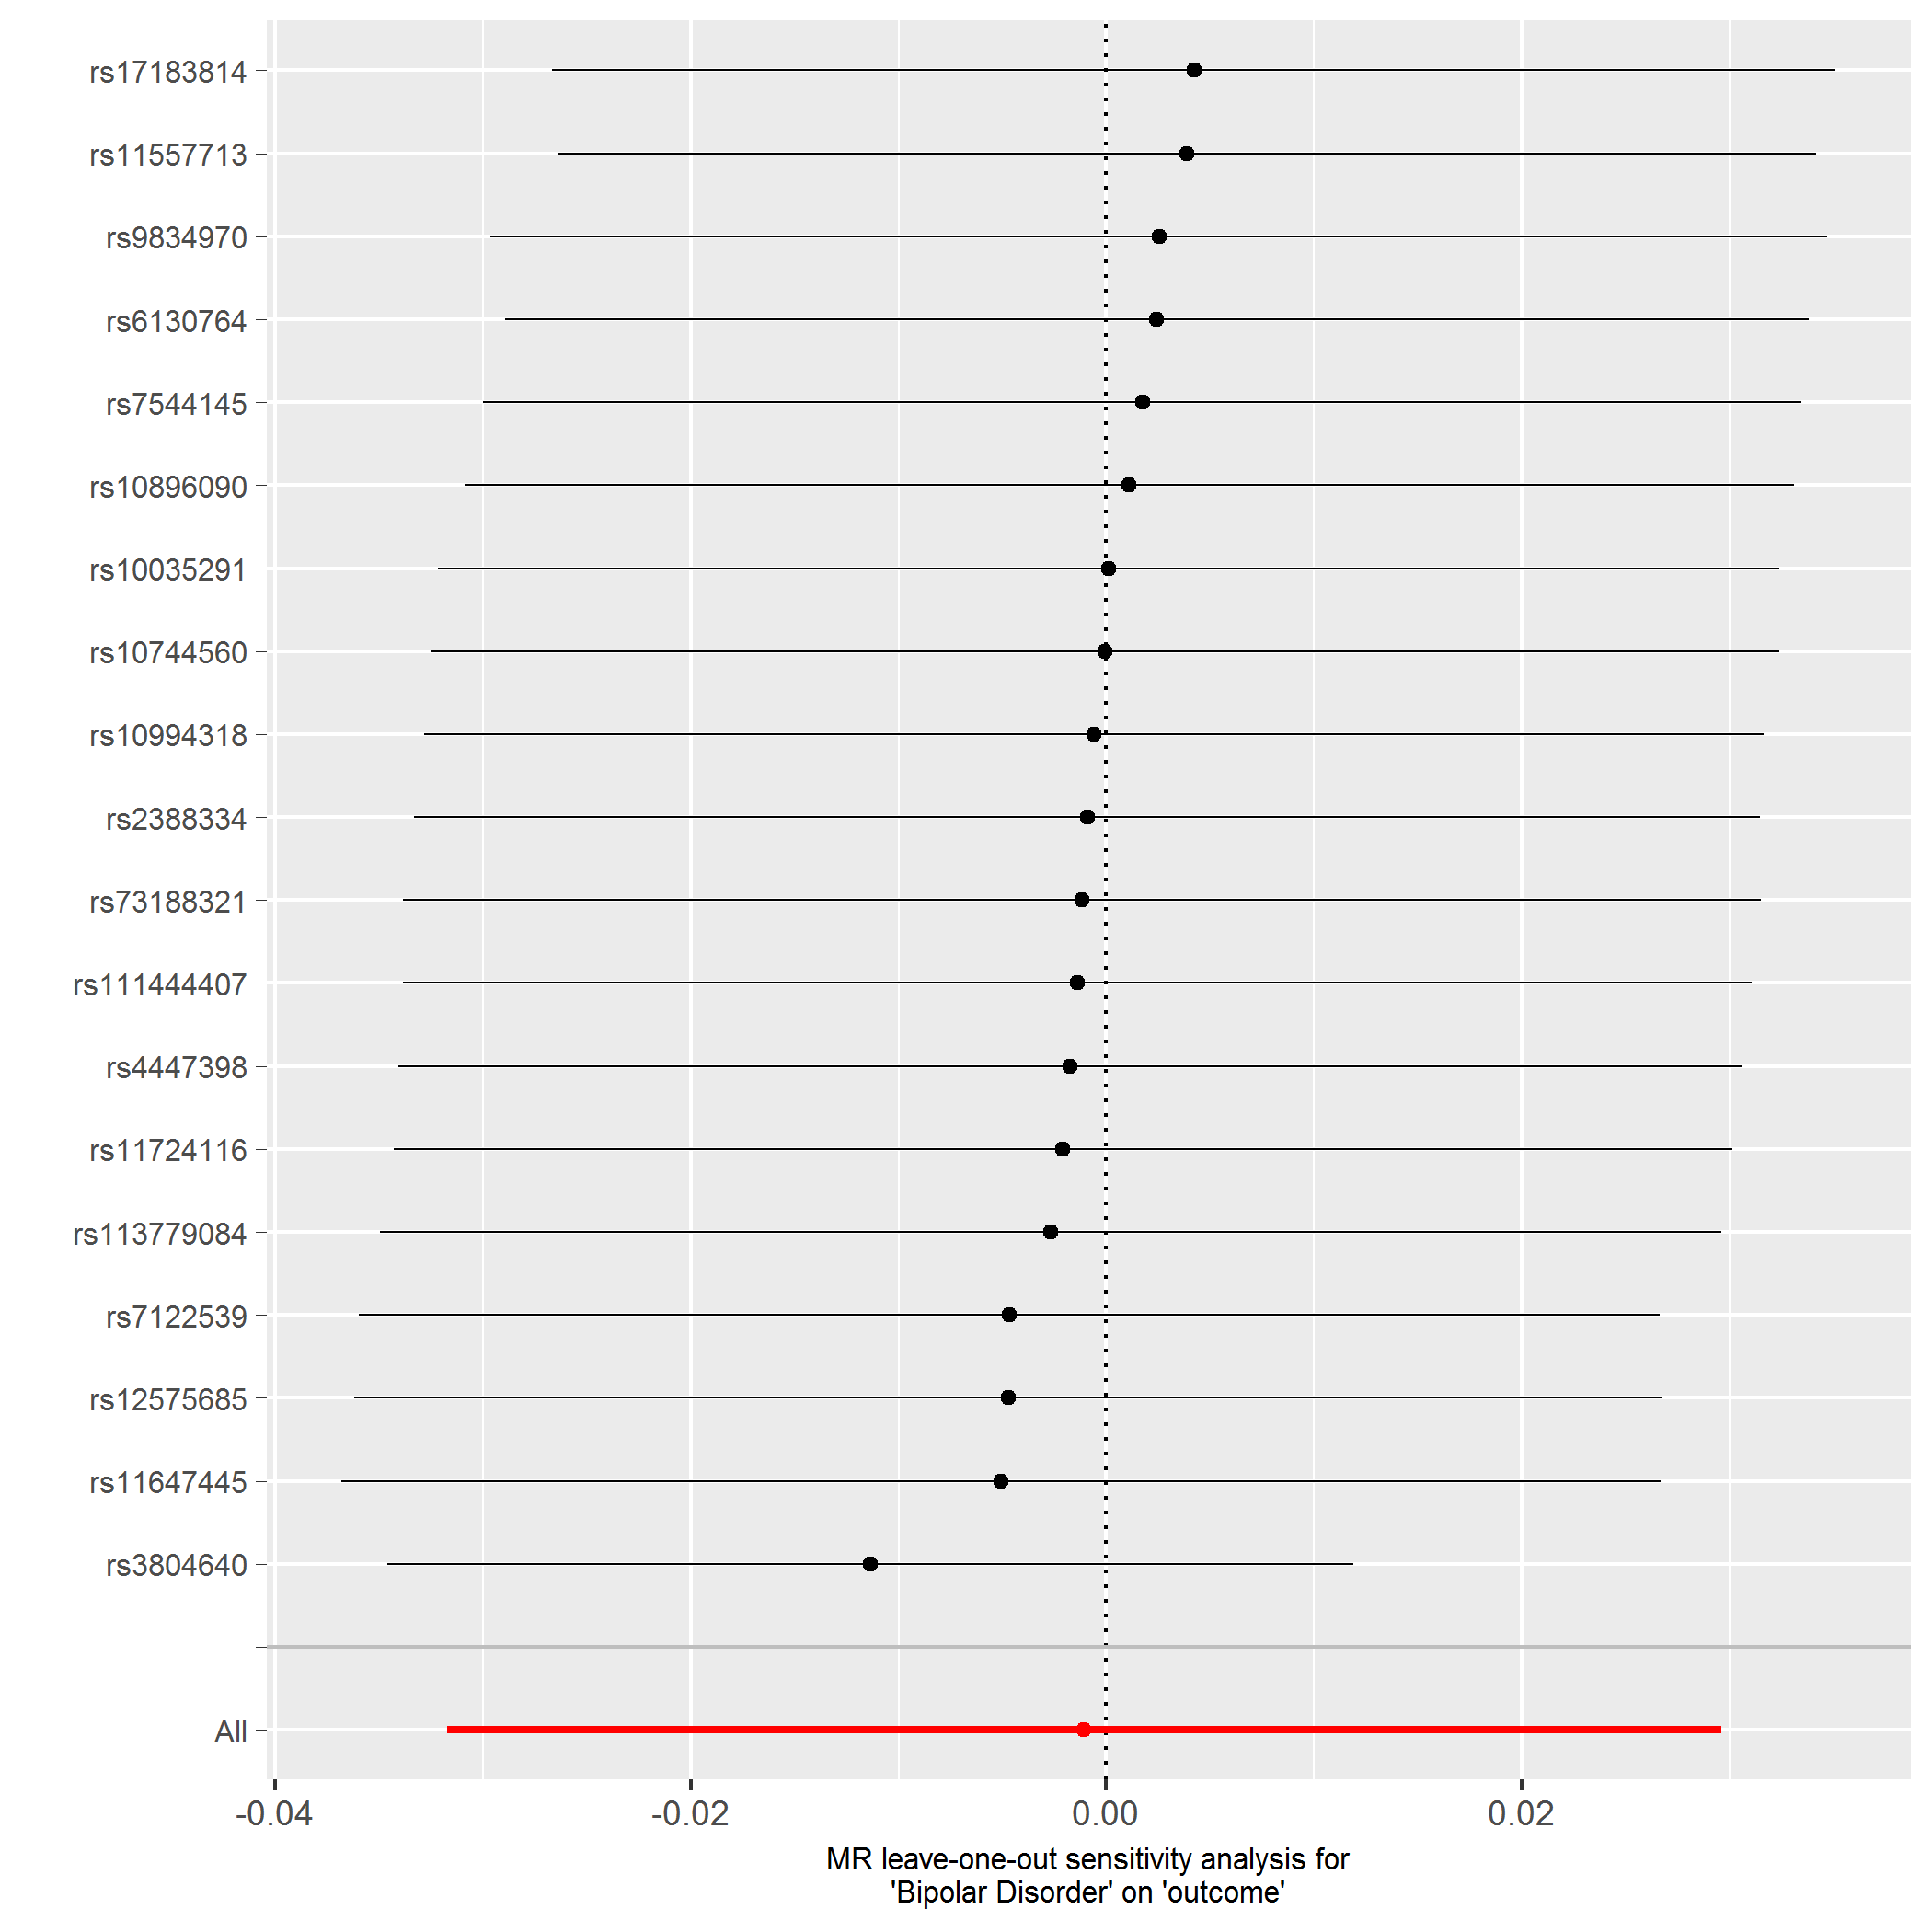 rs17183814
rs11557713
rs9834970
rs6130764
rs7544145
rs10896090
rs10035291
rs10744560
rs10994318
rs2388334
rs73188321
rs111444407
rs4447398
rs11724116
rs113779084
rs7122539
rs12575685
rs11647445
rs3804640
All
-0.04 -0.02 0.00 0.02
MR leave-one-out sensitivity analysis for
'Bipolar Disorder' on 'outcome'